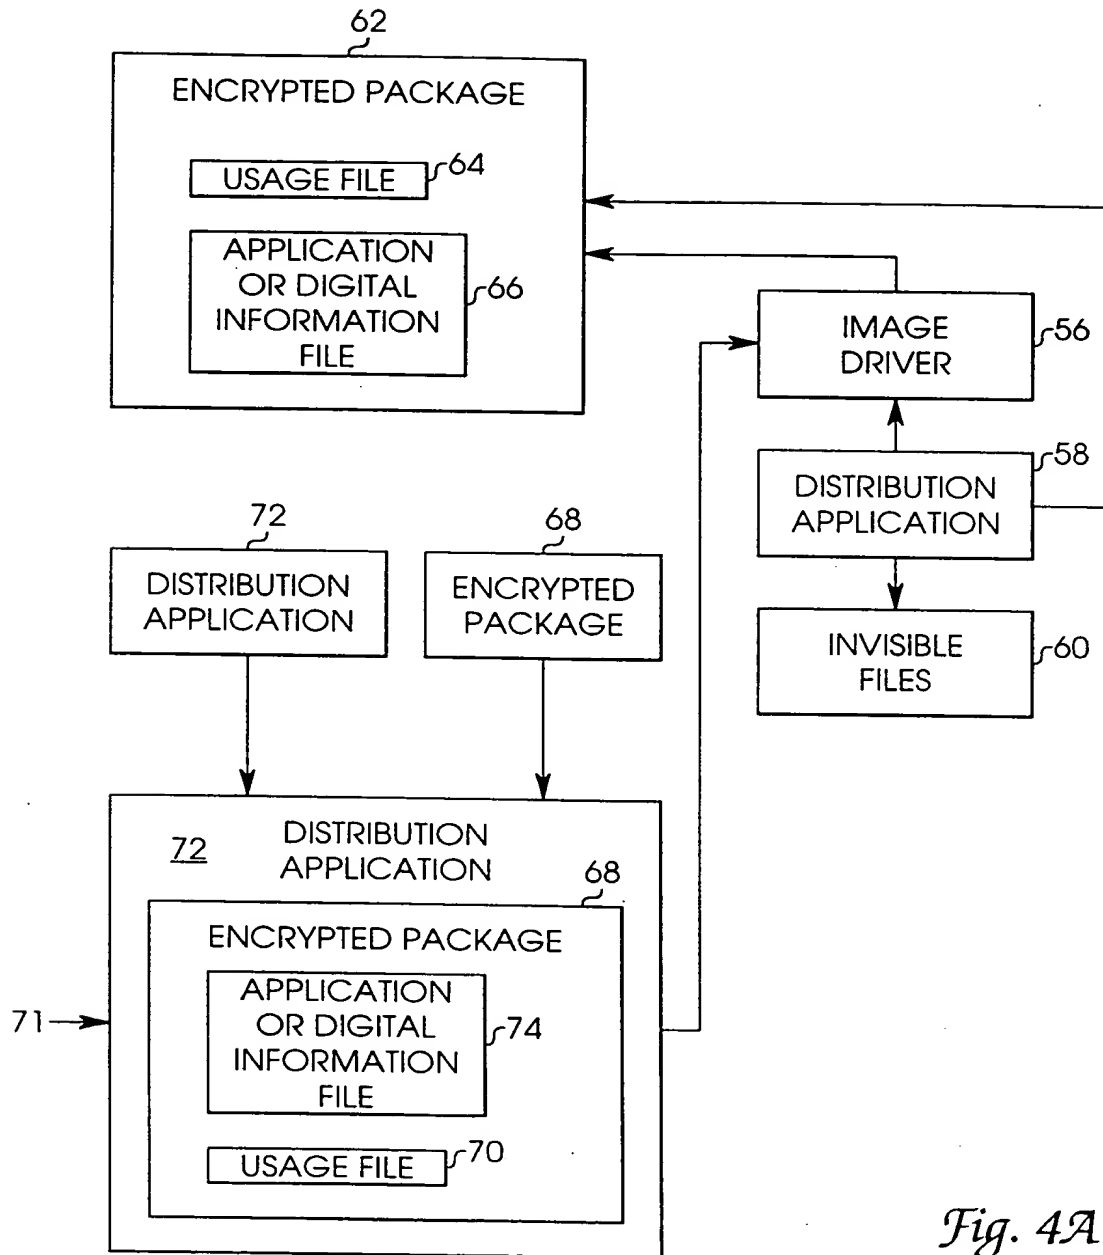 62
ENCRYPTED PACKAGE
USAGE FILE
64
APPLICATION
OR DIGITAL
INFORMATION
FILE
66
IMAGE
DRIVER
56
DISTRIBUTION
APPLICATION
58
INVISIBLE
FILES
60
72
DISTRIBUTION
APPLICATION
68
ENCRYPTED
PACKAGE
72
DISTRIBUTION
APPLICATION
68
ENCRYPTED PACKAGE
APPLICATION
OR DIGITAL
INFORMATION
FILE
74
71
USAGE FILE
70
Fig. 4A